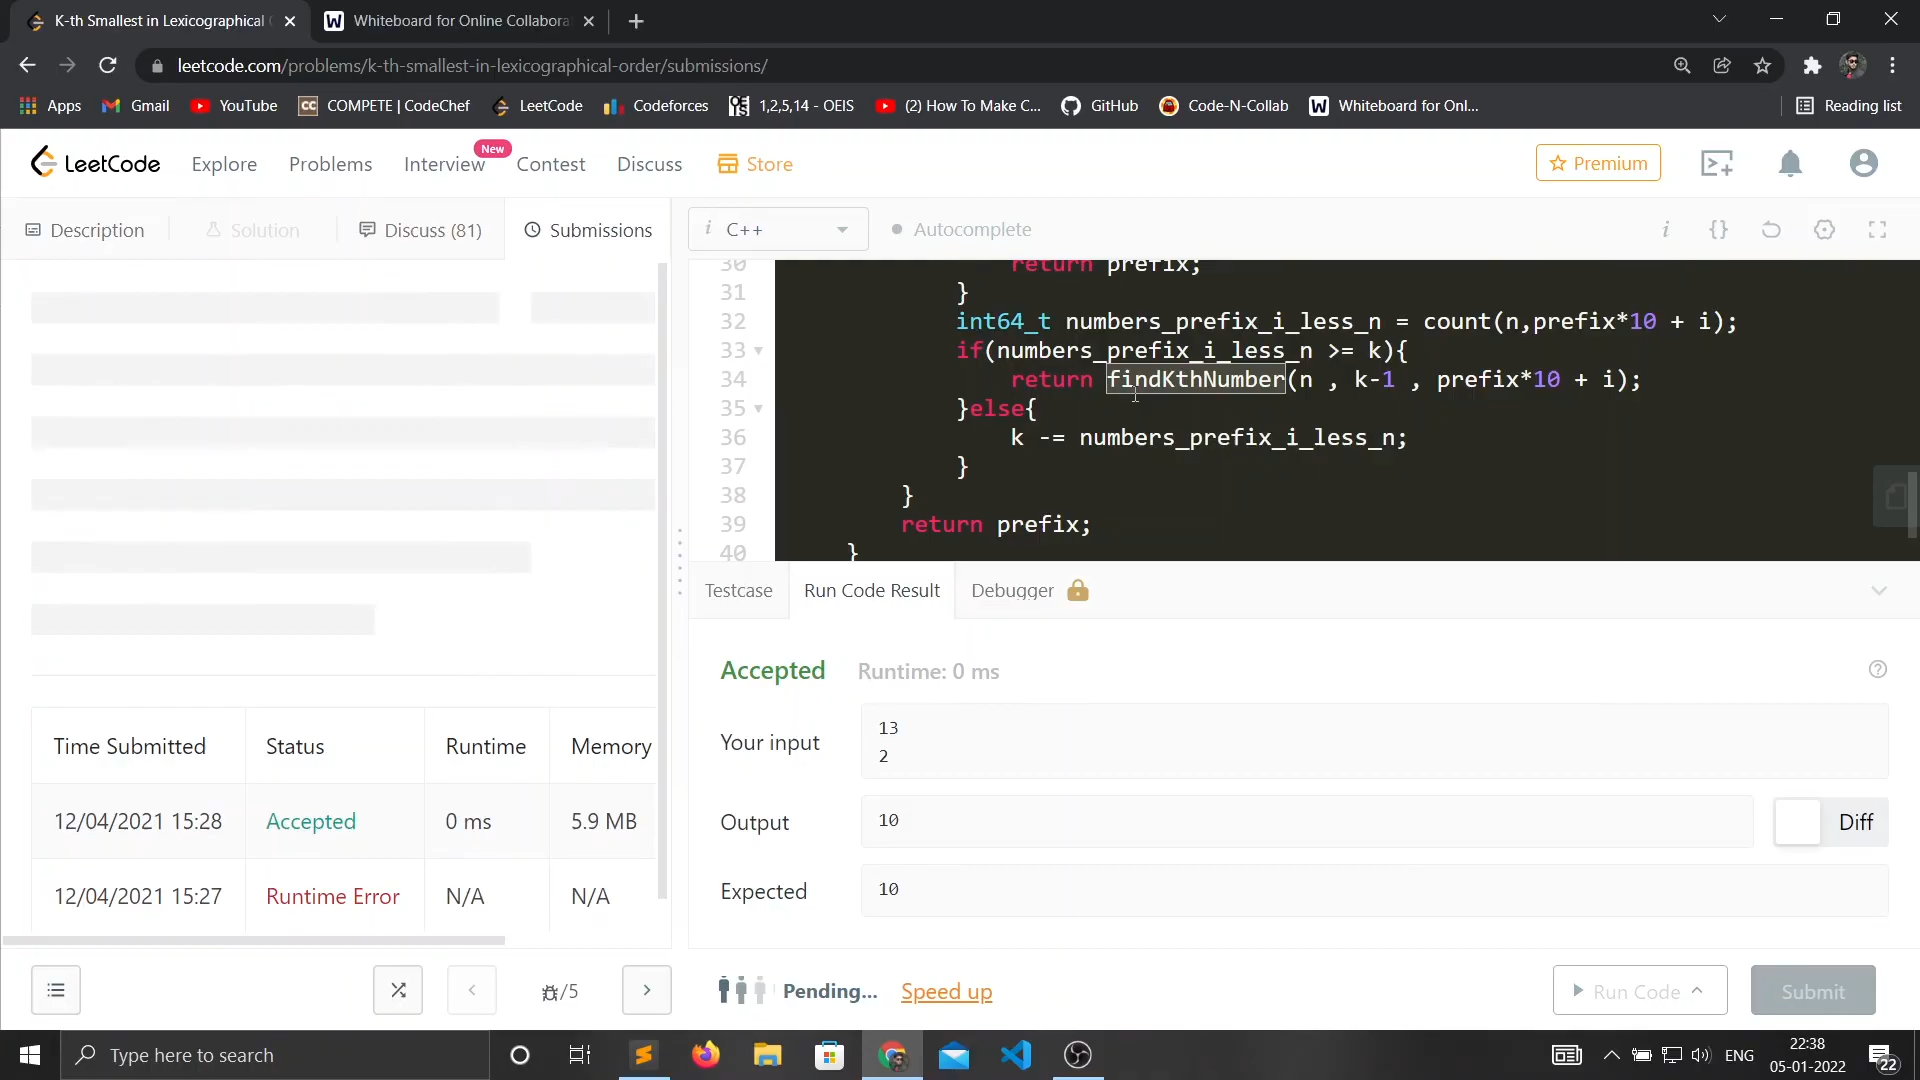 K-th Smallest in Lexicographical
Whiteboard for Online Collabora
leetcode.com/problems/k-th-smallest-in-lexicographical-order/submissions/
Apps
Gmail
YouTube
COMPETE | CodeChef
LeetCode
Codeforces
1,2,5,14 - OEIS
(2) How To Make C...
GitHub
Code-N-Collab
Whiteboard for Onl...
Reading list
LeetCode
Explore
Problems
Interview
New
Contest
Discuss
Store
Premium
Description
Solution
Discuss (81)
Submissions
i C++
Autocomplete
30 return prefix;
31 }
32 int64_t numbers_prefix_i_less_n = count(n,prefix*10 + i);
33 if(numbers_prefix_i_less_n >= k){
34 return findKthNumber(n , k-1 , prefix*10 + i);
35 }else{
36 k -= numbers_prefix_i_less_n;
37 }
38 }
39 return prefix;
40 }
Testcase
Run Code Result
Debugger
Accepted Runtime: 0 ms
Your input
13
2
Output
10
Diff
Expected
10
Time Submitted Status Runtime Memory
12/04/2021 15:28 Accepted 0 ms 5.9 MB
12/04/2021 15:27 Runtime Error N/A N/A
/5
Pending...
Speed up
Run Code
Submit
Type here to search
ENG
22:38
05-01-2022
22